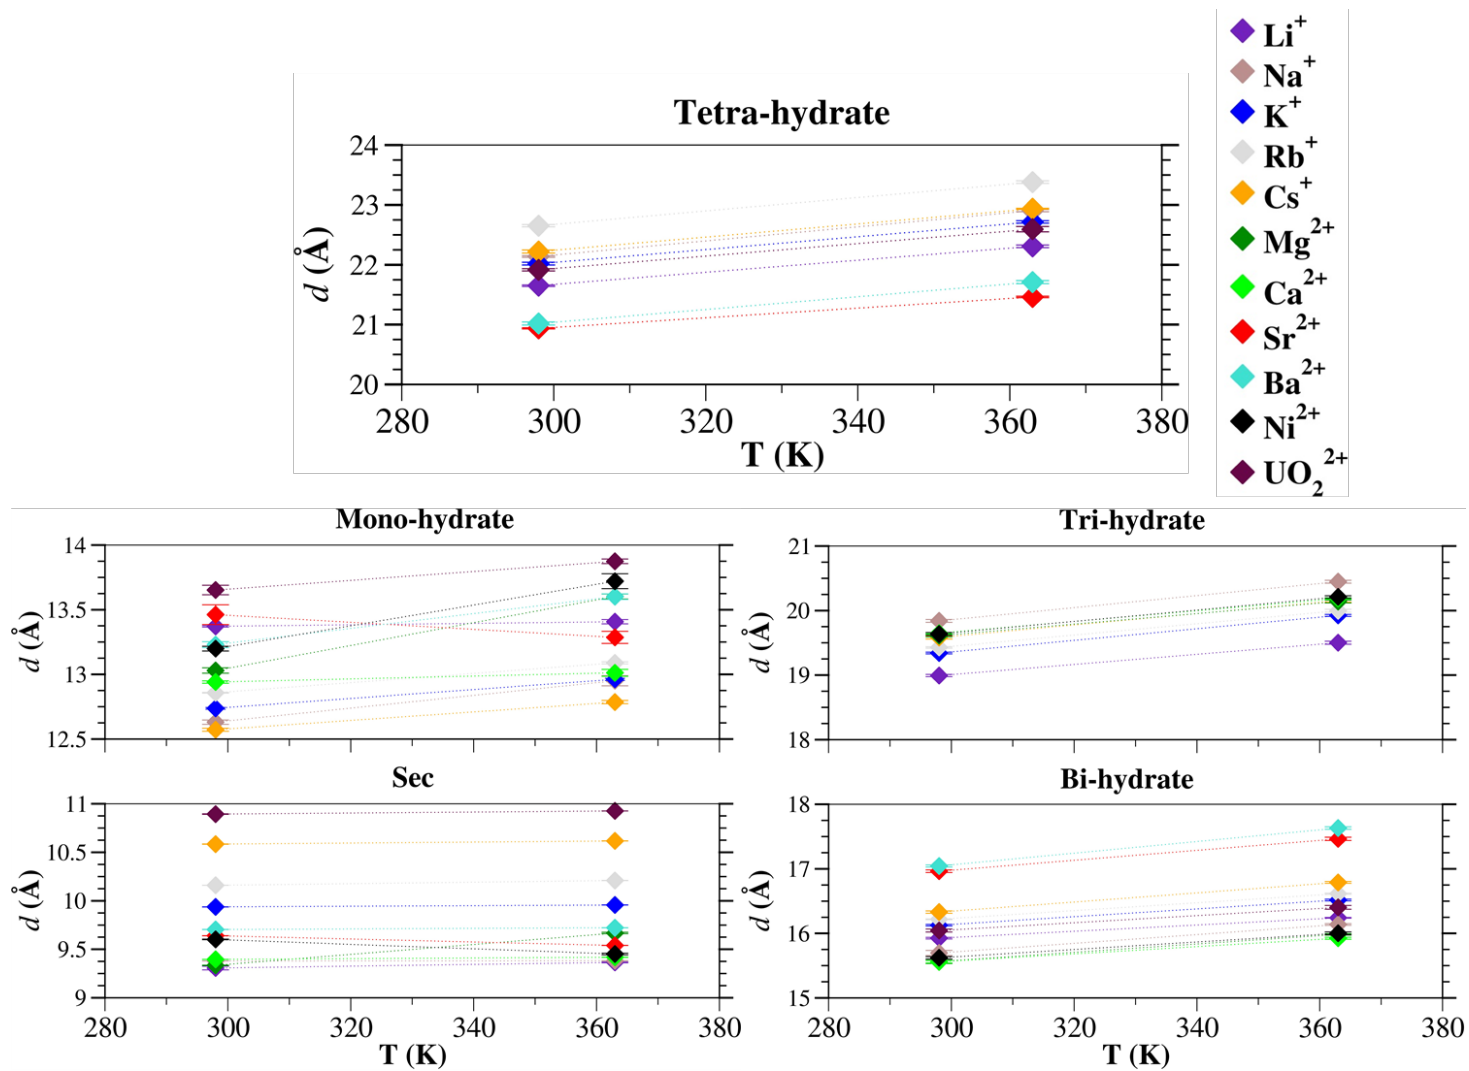 Tetra-hydrate
24
23
22
21
20
d (Å)
280 300 320 340 360 380
T (K)
Li+
Na+
K+
Rb+
Cs+
Mg2+
Ca2+
Sr2+
Ba2+
Ni2+
UO22+
Mono-hydrate
14
13.5
13
12.5
d (Å)
Tri-hydrate
21
20
19
18
d (Å)
Sec
11
10.5
10
9.5
9
d (Å)
280 300 320 340 360 380
T (K)
Bi-hydrate
18
17
16
15
d (Å)
280 300 320 340 360 380
T (K)